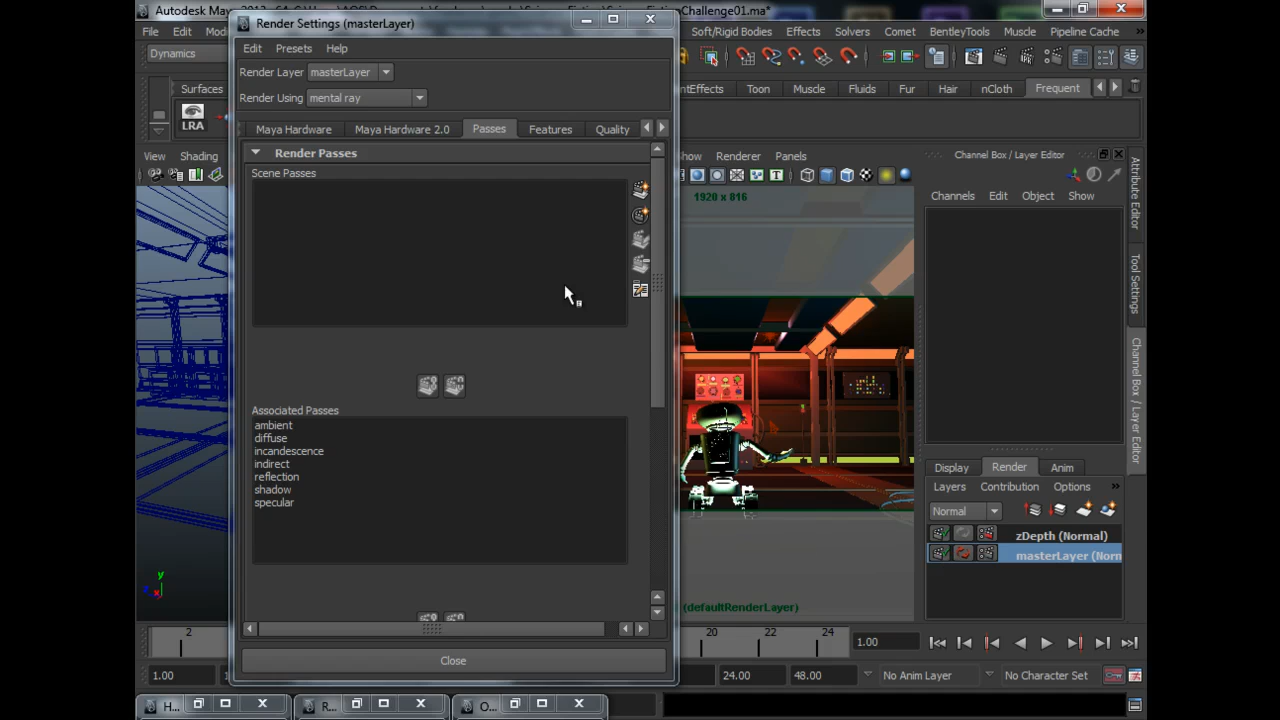 Render Settings (masterLayer)
Edit Presets Help
Render Layer masterLayer
Render Using mental ray
Maya Hardware Maya Hardware 2.0 Passes Features Quality
Render Passes
Scene Passes
Associated Passes
ambient
diffuse
incandescence
indirect
reflection
shadow
specular
Close
File Edit
Soft/Rigid Bodies Effects Solvers Comet BentleyTools Muscle Pipeline Cache
Dynamics
Surfaces
Toon Muscle Fluids Fur Hair nCloth Frequent
LRA
View Shading
Renderer Panels
1920 x 816
(defaultRenderLayer)
Channel Box / Layer Editor
Channels Edit Object Show
Attribute Editor
Tool Settings
Channel Box / Layer Editor
Display Render Anim
Layers Contribution Options
Normal
zDepth (Normal)
masterLayer (Norm
2
20 22 24
1.00
1.00
24.00 48.00 No Anim Layer No Character Set
H...
R...
O...